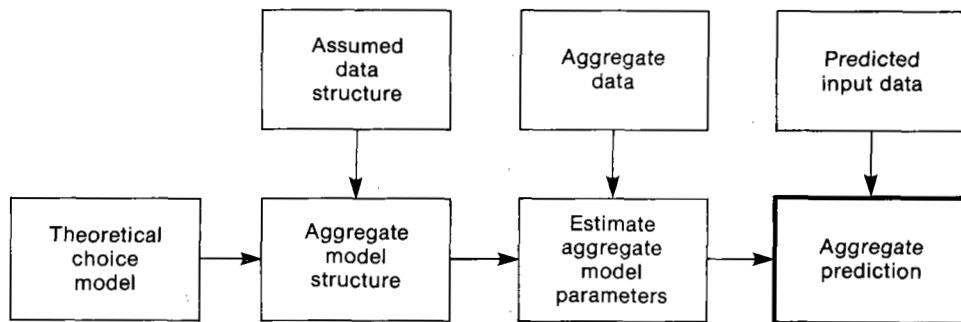 Assumed
data
structure
Aggregate
data
Predicted
input data
Theoretical
choice
model
Aggregate
model
structure
Estimate
aggregate
model
parameters
Aggregate
prediction